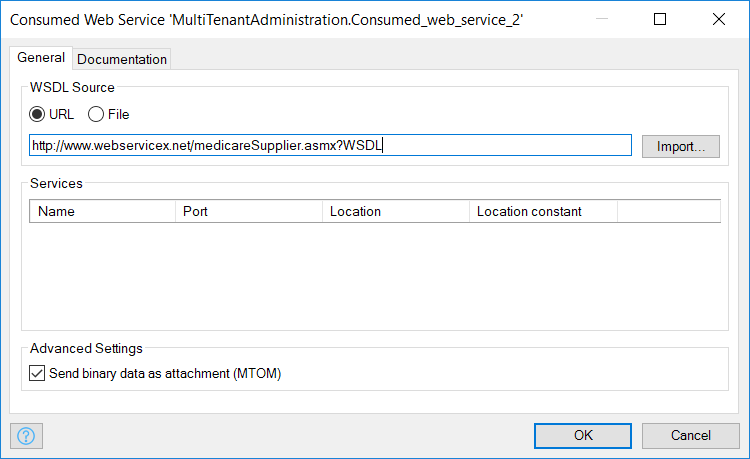 Consumed Web Service 'MultiTenantAdministration.Consumed_web_service_2'
General Documentation
WSDL Source
URL File
http://www.webservicex.net/medicareSupplier.asmx?WSDL Import...
Services
Name Port Location Location constant
Advanced Settings
Send binary data as attachment (MTOM)
? OK Cancel